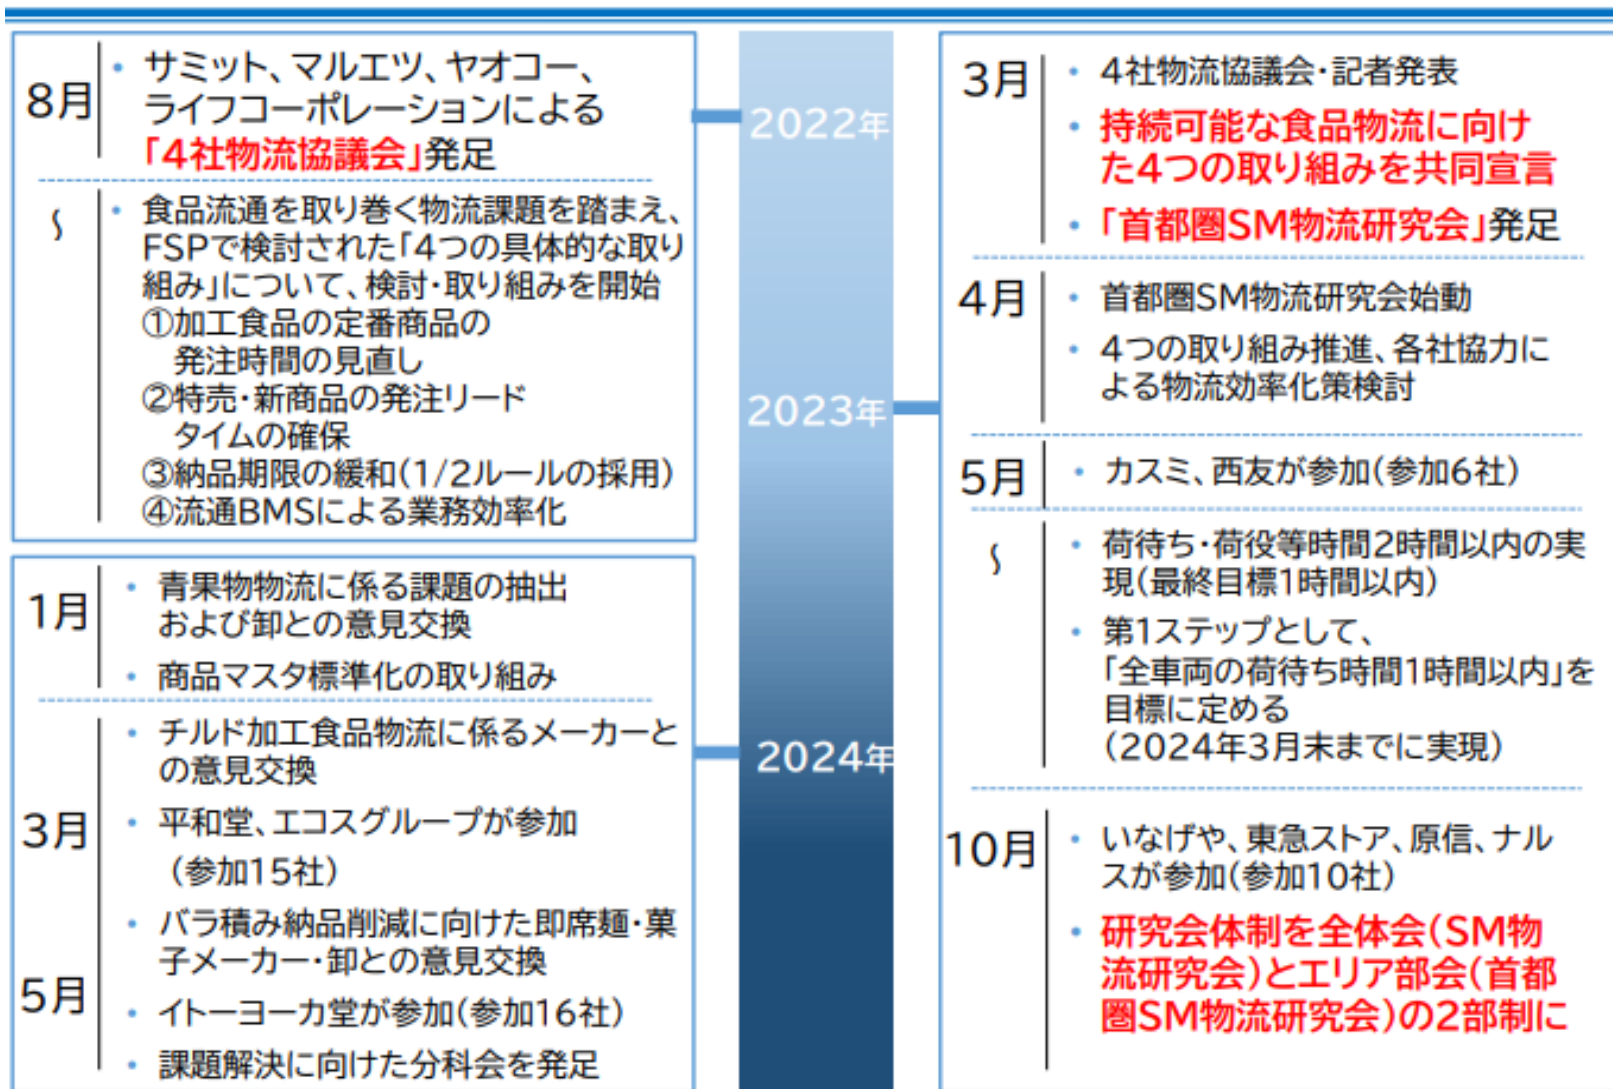 8月
・ サミット、マルエツ、ヤオコー、
ライフコーポレーションによる
「4社物流協議会」発足
～
・ 食品流通を取り巻く物流課題を踏まえ、
FSPで検討された「4つの具体的な取り
組み」について、検討・取り組みを開始
①加工食品の定番商品の
発注時間の見直し
②特売・新商品の発注リード
タイムの確保
③納品期限の緩和(1/2ルールの採用)
④流通BMSによる業務効率化
2022年
3月
・ 4社物流協議会・記者発表
・ 持続可能な食品物流に向け
た4つの取り組みを共同宣言
・ 「首都圏SM物流研究会」発足
4月
・ 首都圏SM物流研究会始動
・ 4つの取り組み推進、各社協力に
よる物流効率化策検討
2023年
5月
・ カスミ、西友が参加(参加6社)
～
・ 荷待ち・荷役等時間2時間以内の実
現(最終目標1時間以内)
・ 第1ステップとして、
「全車両の荷待ち時間1時間以内」を
目標に定める
(2024年3月末までに実現)
10月
・ いなげや、東急ストア、原信、ナル
スが参加(参加10社)
・ 研究会体制を全体会(SM物
流研究会)とエリア部会(首都
圏SM物流研究会)の2部制に
1月
・ 青果物物流に係る課題の抽出
および卸との意見交換
・ 商品マスタ標準化の取り組み
2024年
3月
・ チルド加工食品物流に係るメーカーと
の意見交換
・ 平和堂、エコスグループが参加
(参加15社)
5月
・ バラ積み納品削減に向けた即席麺・菓
子メーカー・卸との意見交換
・ イトーヨーカ堂が参加(参加16社)
・ 課題解決に向けた分科会を発足